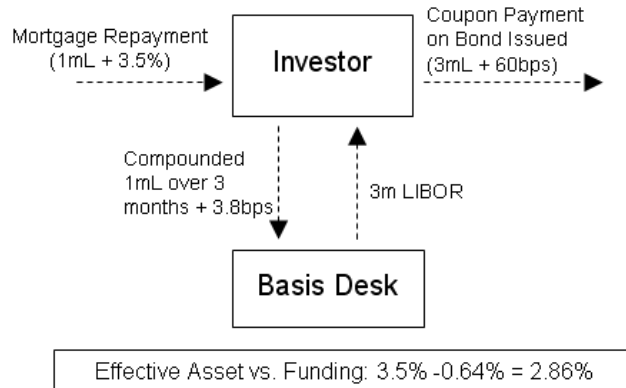 Mortgage Repayment
(1mL + 3.5%)
Investor
Coupon Payment
on Bond Issued
(3mL + 60bps)
Compounded
1mL over 3
months + 3.8bps
3m LIBOR
Basis Desk
Effective Asset vs. Funding: 3.5% -0.64% = 2.86%